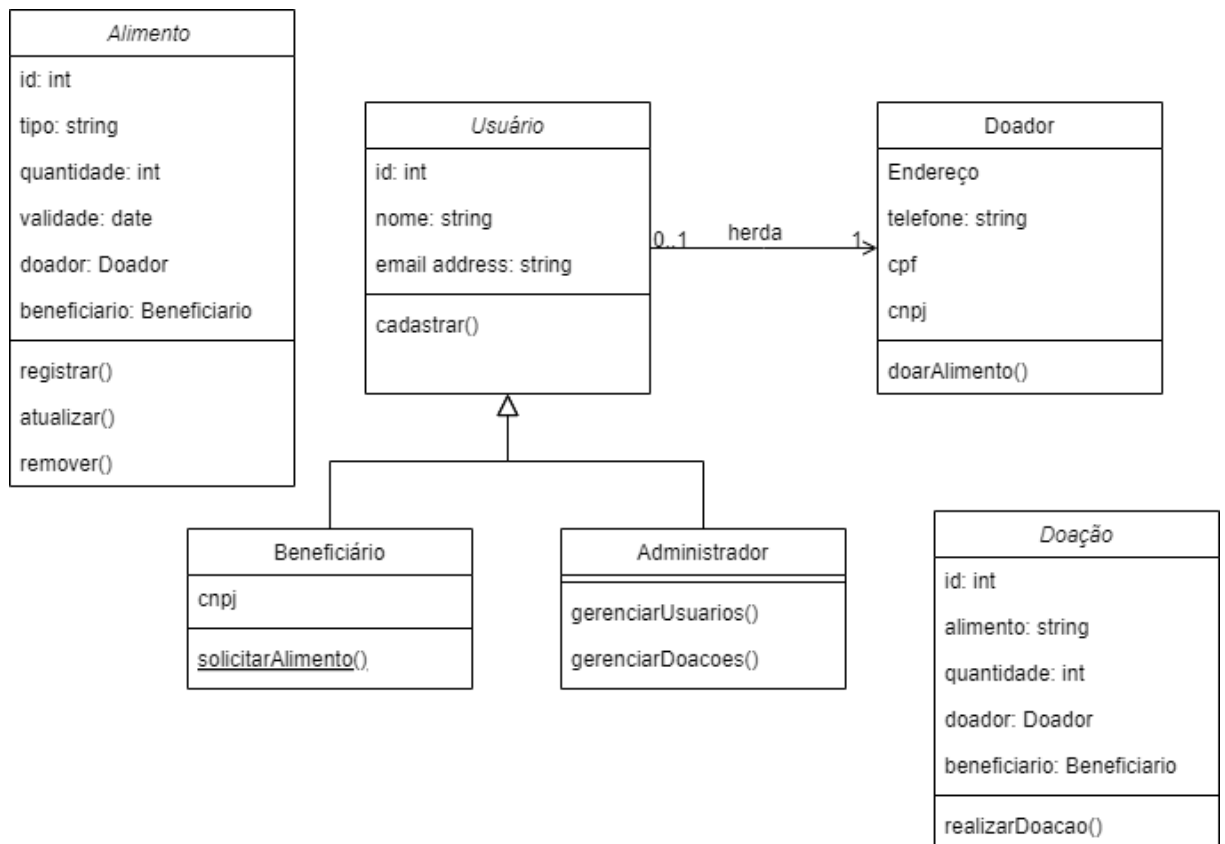 Alimento
id: int
tipo: string
quantidade: int
validade: date
doador: Doador
beneficiario: Beneficiario
registrar()
atualizar()
remover()
Usuário
id: int
nome: string
email address: string
cadastrar()
0..1
herda
1
Doador
Endereço
telefone: string
cpf
cnpj
doarAlimento()
Beneficiário
cnpj
solicitarAlimento()
Administrador
gerenciarUsuarios()
gerenciarDoacoes()
Doação
id: int
alimento: string
quantidade: int
doador: Doador
beneficiario: Beneficiario
realizarDoacao()